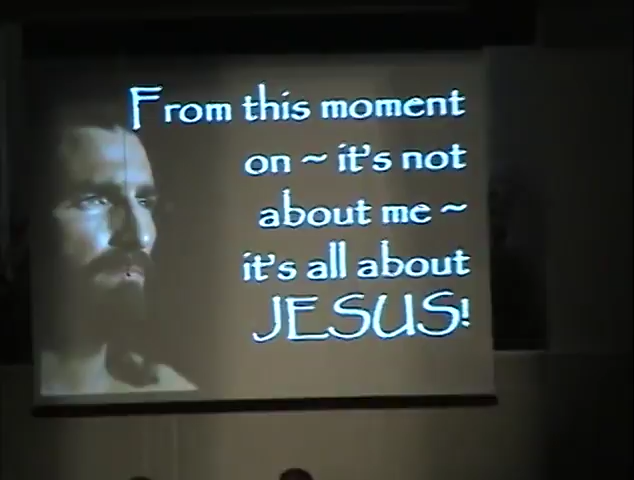 From this moment
on ~ it's not
about me ~
it's all about
JESUS!